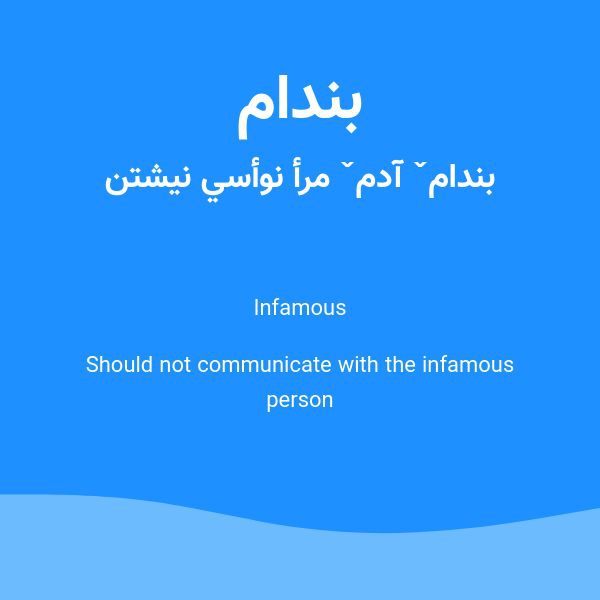 بندام
بندامˇ آدمˇ مرأ نوأسي نيشتن
Infamous
Should not communicate with the infamous
person